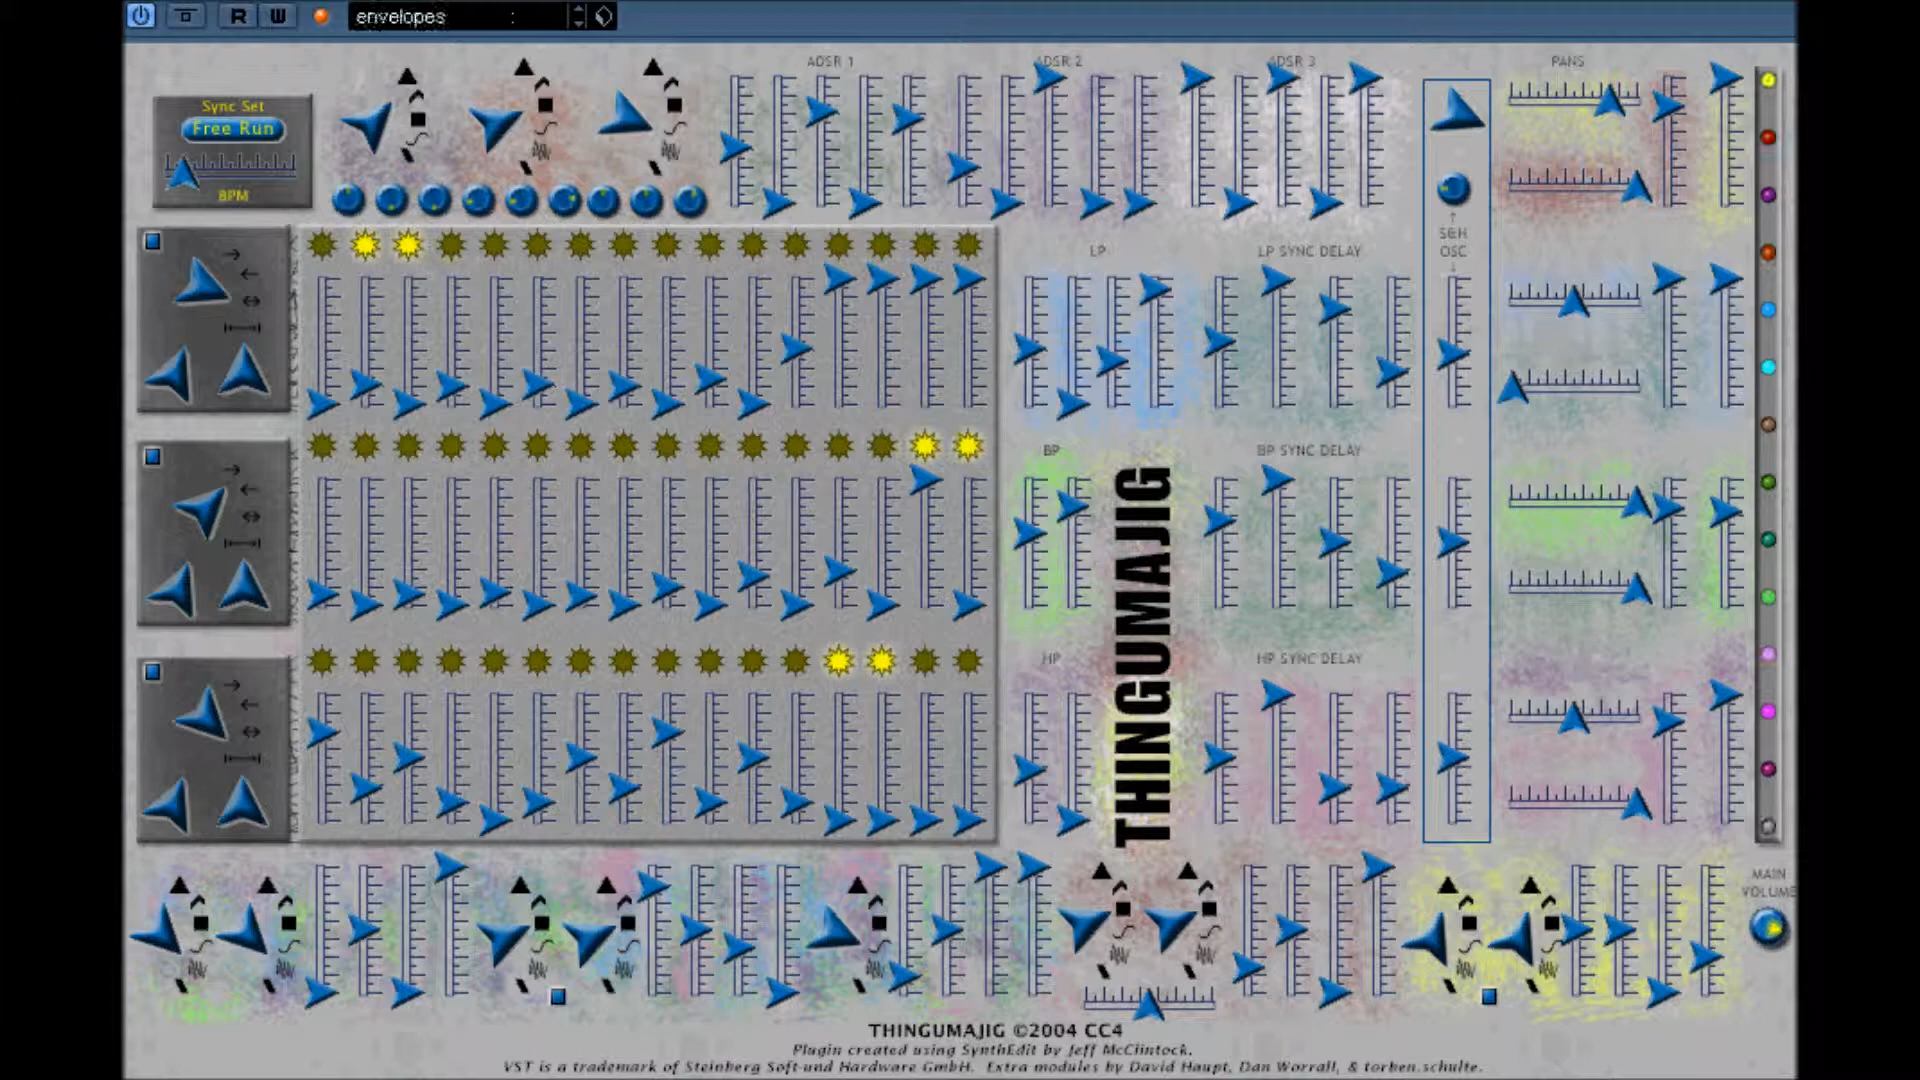 R W envelopes :
ADSR 1 ADSR 2 ADSR 3 PANS
Sync Set
Free Run
BPM
S&H
OSC
LP LP SYNC DELAY
BP BP SYNC DELAY
HP HP SYNC DELAY
THINGUMAJIG
MAIN
VOLUME
THINGUMAJIG ©2004 CC4
Plugin created using SynthEdit by Jeff McClintock.
VST is a trademark of Steinberg Soft-und Hardware GmbH. Extra modules by David Haupt, Dan Worrall, & torben.schulte.